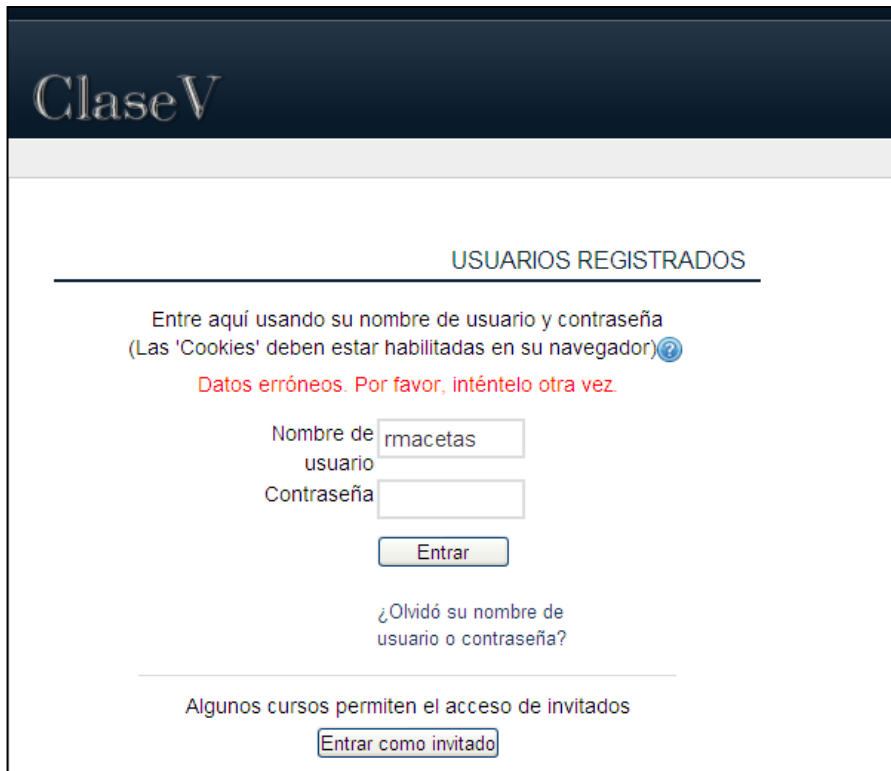 ClaseV
USUARIOS REGISTRADOS
Entre aquí usando su nombre de usuario y contraseña
(Las 'Cookies' deben estar habilitadas en su navegador)?
Datos erróneos. Por favor, inténtelo otra vez.
Nombre de
usuario
rmacetas
Contraseña
Entrar
¿Olvidó su nombre de
usuario o contraseña?
Algunos cursos permiten el acceso de invitados
Entrar como invitado